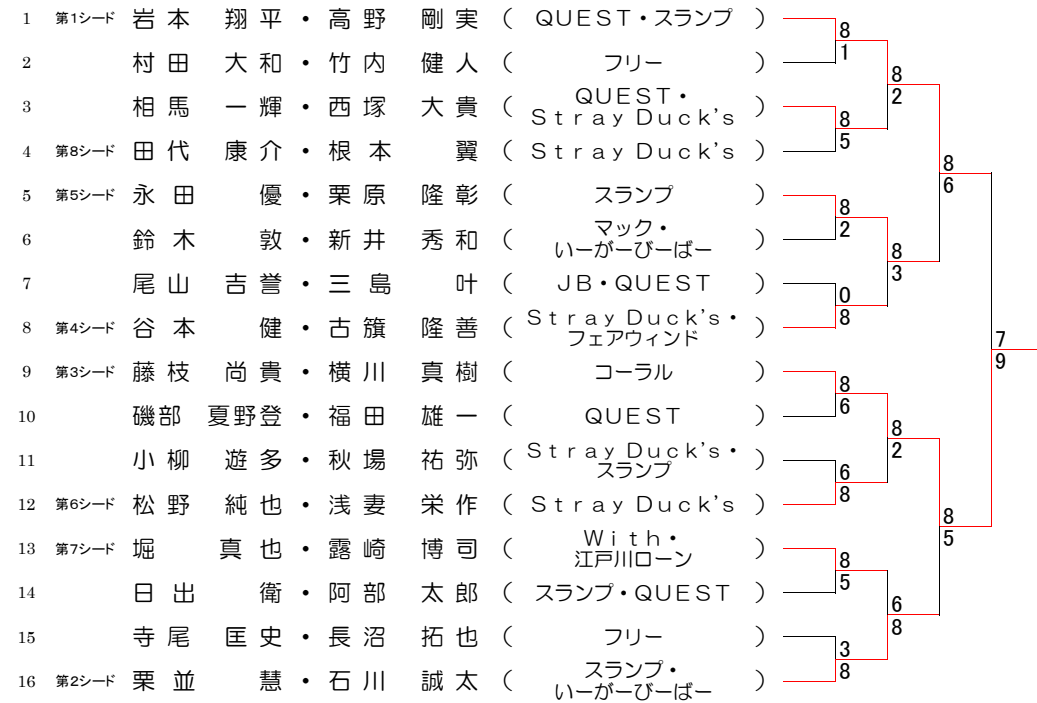 1 第1シード 岩本 翔平・高野 剛実 ( QUEST・スランプ )
2 村田 大和・竹内 健人 ( フリー )
3 相馬 一輝・西塚 大貴 ( QUEST・Stray Duck's )
4 第8シード 田代 康介・根本 翼 ( Stray Duck's )
5 第5シード 永田 優・栗原 隆彰 ( スランプ )
6 鈴木 敦・新井 秀和 ( マック・いーがーびーばー )
7 尾山 吉誉・三島 叶 ( JB・QUEST )
8 第4シード 谷本 健・古籏 隆善 ( Stray Duck's・フェアウィンド )
9 第3シード 藤枝 尚貴・横川 真樹 ( コーラル )
10 磯部 夏野登・福田 雄一 ( QUEST )
11 小柳 遊多・秋場 祐弥 ( Stray Duck's・スランプ )
12 第6シード 松野 純也・浅妻 栄作 ( Stray Duck's )
13 第7シード 堀 真也・露崎 博司 ( With・江戸川ローン )
14 日出 衛・阿部 太郎 ( スランプ・QUEST )
15 寺尾 匡史・長沼 拓也 ( フリー )
16 第2シード 栗並 慧・石川 誠太 ( スランプ・いーがーびーばー )
8
1
8
5
8
2
0
8
8
6
6
8
8
5
3
8
8
2
8
3
8
2
6
8
8
6
8
5
7
9